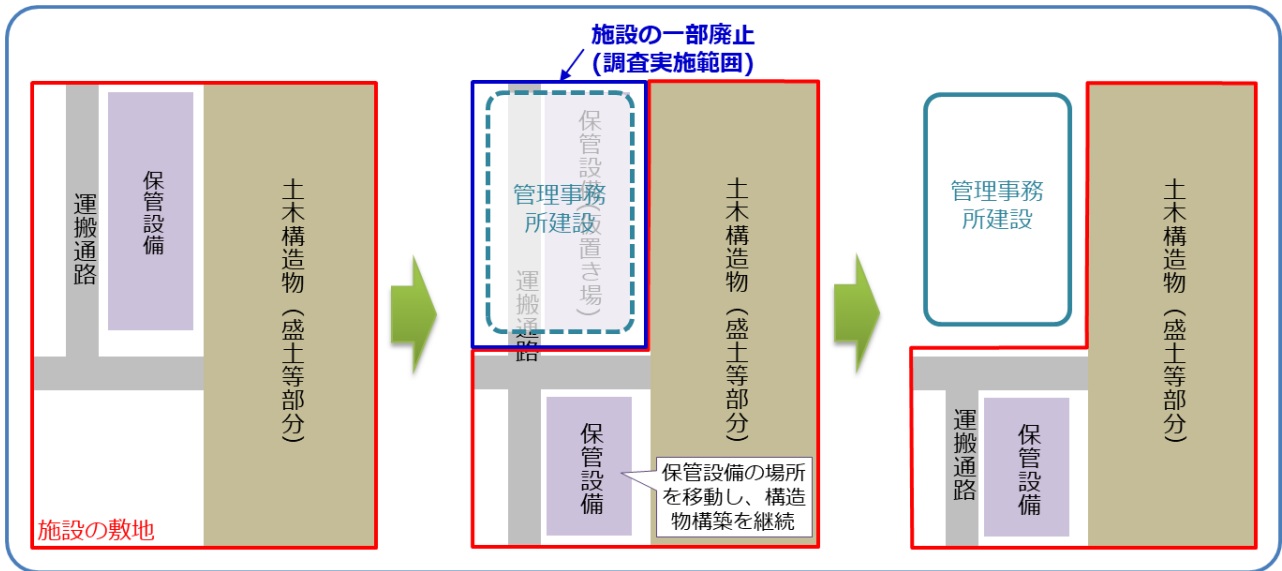 施設の一部廃止
(調査実施範囲)
運搬通路
保管設備
土木構造物（盛土等部分）
施設の敷地
保管設備(仮置き場)
運搬通路
管理事務
所建設
土木構造物（盛土等部分）
保管設備
保管設備の場所
を移動し、構造
物構築を継続
管理事務
所建設
土木構造物（盛土等部分）
運搬通路
保管設備